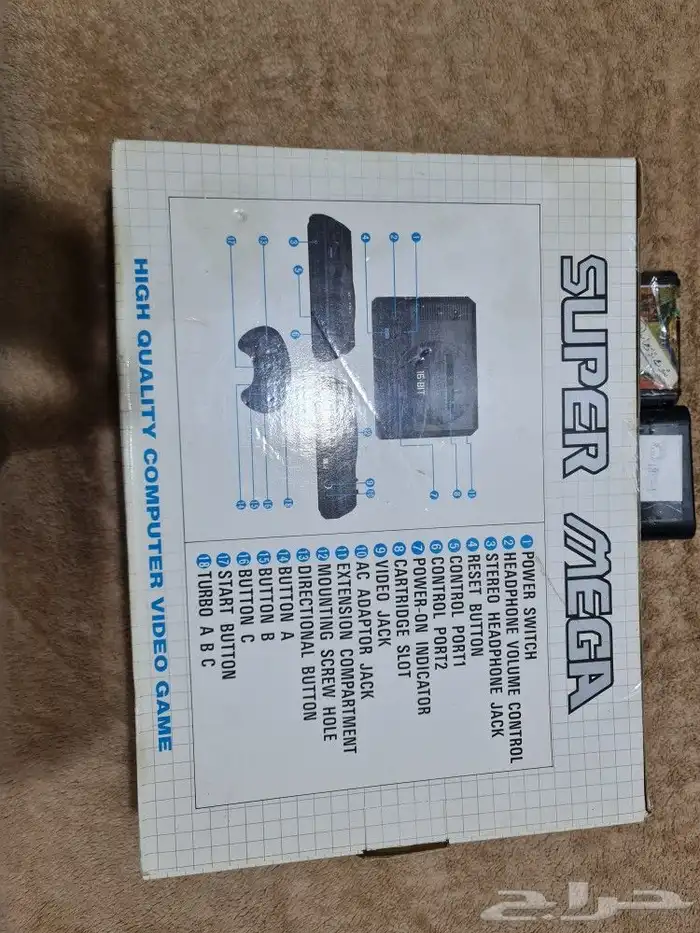 SUPER MEGA
16-BIT
1 POWER SWITCH
2 HEADPHONE VOLUME CONTROL
3 STEREO HEADPHONE JACK
4 RESET BUTTON
5 CONTROL PORT1
6 CONTROL PORT2
7 POWER-ON INDICATOR
8 CARTRIDGE SLOT
9 VIDEO JACK
10 AC ADAPTOR JACK
11 EXTENSION COMPARTMENT
12 MOUNTING SCREW HOLE
13 DIRECTIONAL BUTTON
14 BUTTON A
15 BUTTON B
16 BUTTON C
17 START BUTTON
18 TURBO A B C
HIGH QUALITY COMPUTER VIDEO GAME
حراج